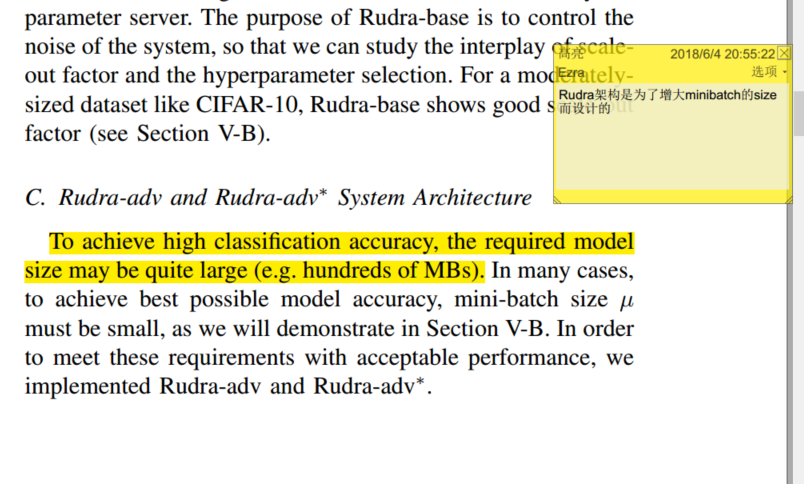 parameter server. The purpose of Rudra-base is to control the
noise of the system, so that we can study the interplay of scale-
out factor and the hyperparameter selection. For a moderately-
sized dataset like CIFAR-10, Rudra-base shows good s out
factor (see Section V-B).
高亮 2018/6/4 20:55:22
Ezra 选项
Rudra架构是为了增大minibatch的size
而设计的
C. Rudra-adv and Rudra-adv* System Architecture
To achieve high classification accuracy, the required model
size may be quite large (e.g. hundreds of MBs). In many cases,
to achieve best possible model accuracy, mini-batch size μ
must be small, as we will demonstrate in Section V-B. In order
to meet these requirements with acceptable performance, we
implemented Rudra-adv and Rudra-adv*.